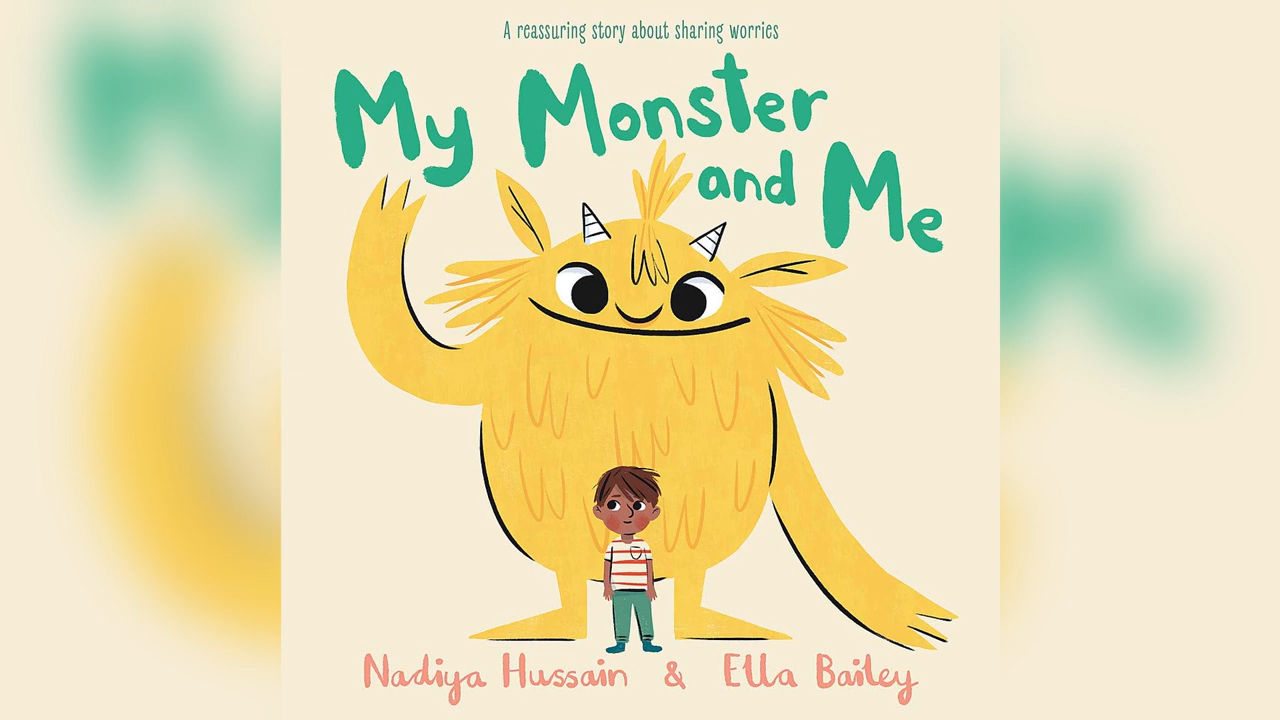 A reassuring story about sharing worries
My Monster
and Me
Nadiya Hussain & Ella Bailey